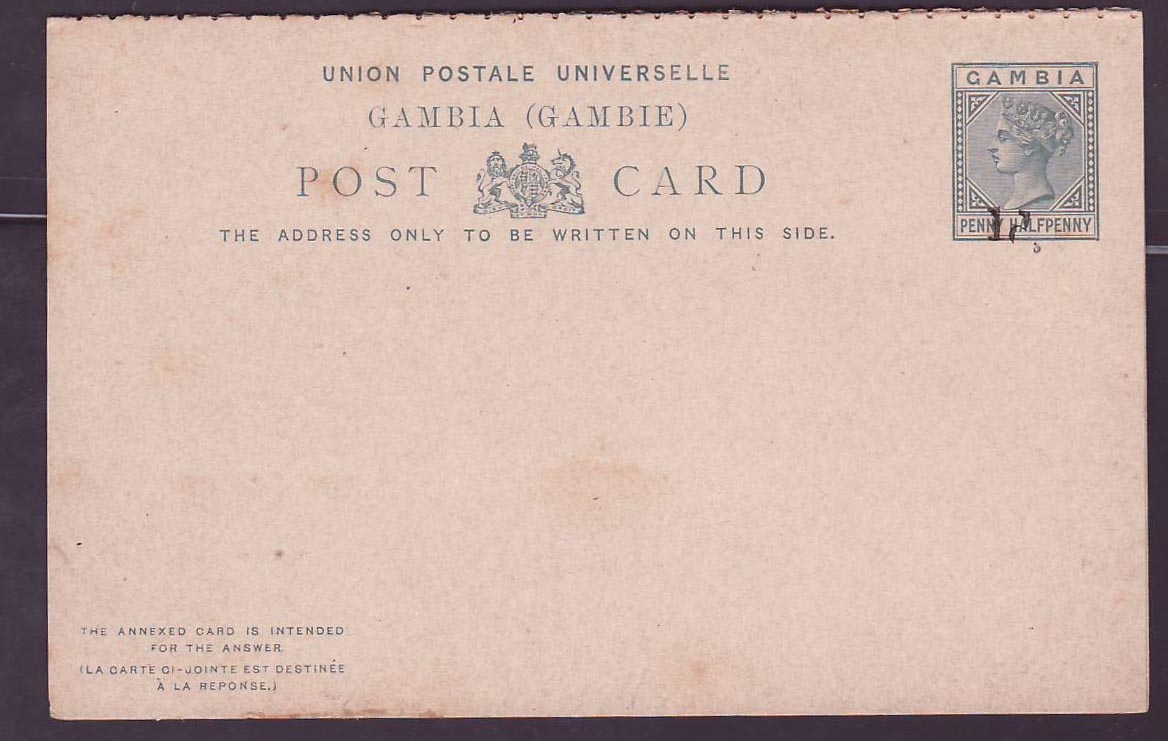 UNION POSTALE UNIVERSELLE
GAMBIA (GAMBIE)
POST CARD
THE ADDRESS ONLY TO BE WRITTEN ON THIS SIDE.
GAMBIA
PENNY HALFPENNY
THE ANNEXED CARD IS INTENDED
FOR THE ANSWER.
(LA CARTE CI-JOINTE EST DESTINÉE
À LA REPONSE.)